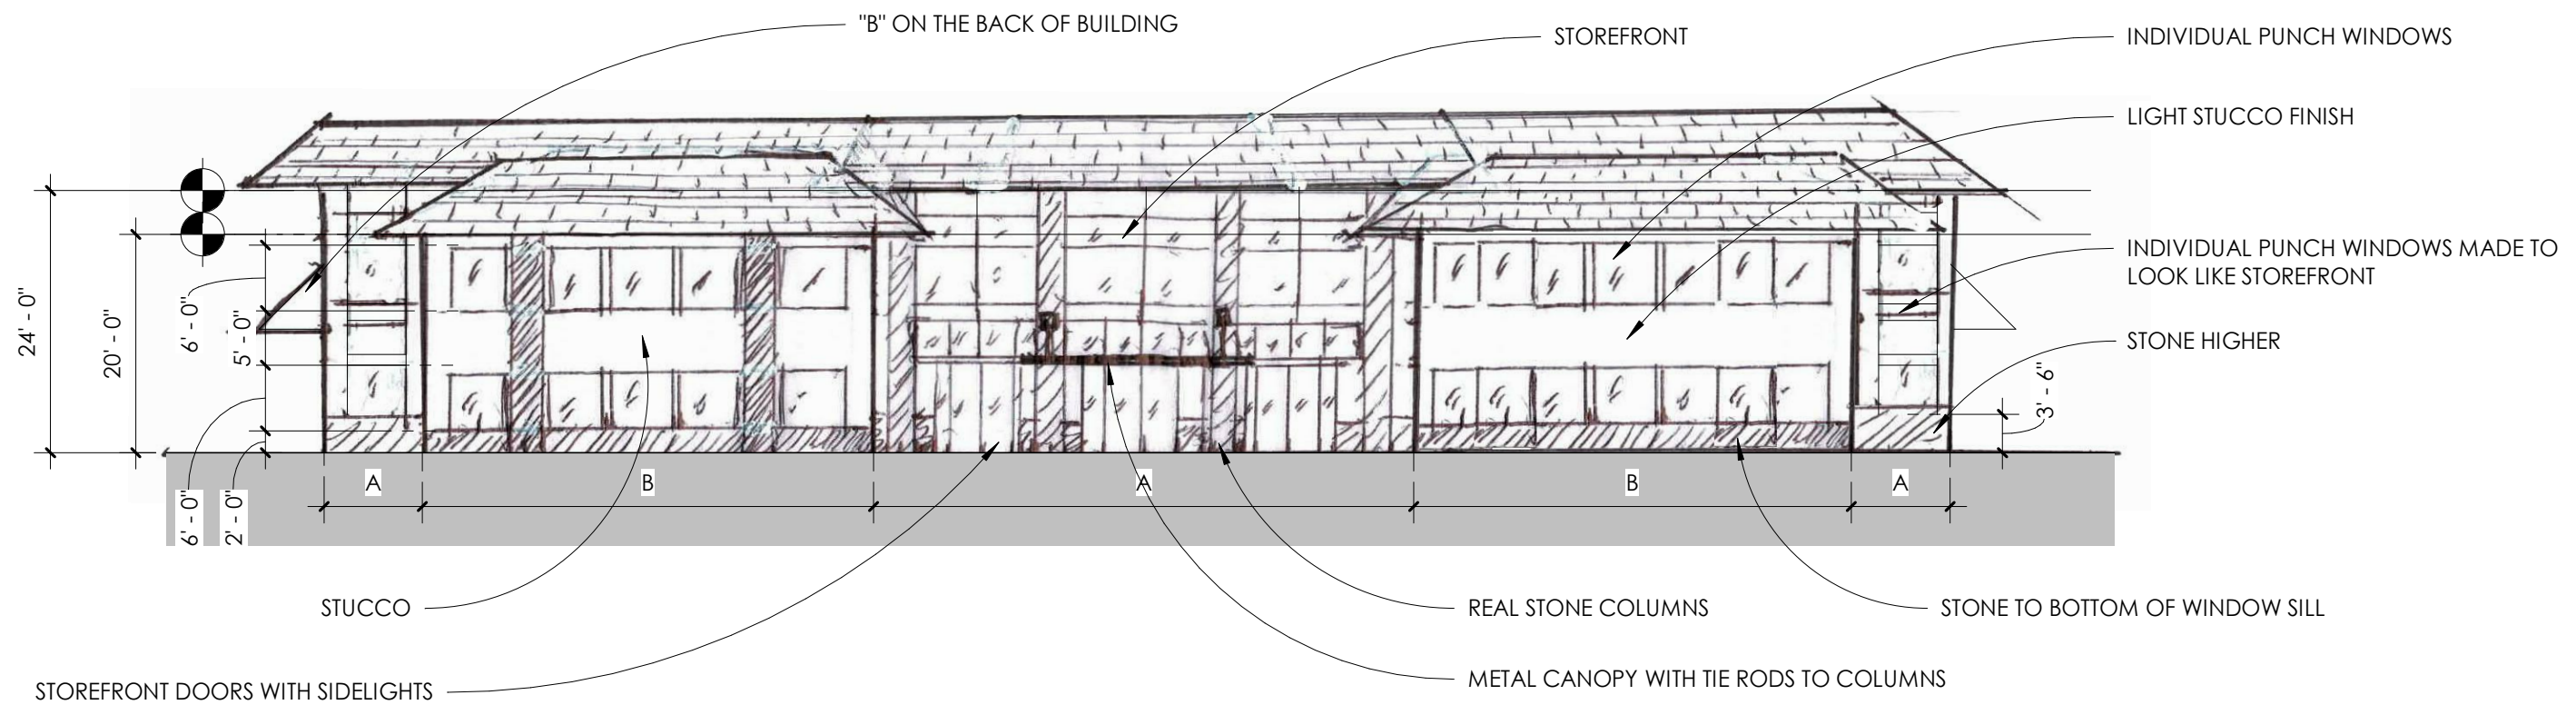 "B" ON THE BACK OF BUILDING
STOREFRONT
INDIVIDUAL PUNCH WINDOWS
LIGHT STUCCO FINISH
INDIVIDUAL PUNCH WINDOWS MADE TO
LOOK LIKE STOREFRONT
STONE HIGHER
24' - 0"
20' - 0"
6' - 0"
5' - 0"
6' - 0"
2' - 0"
3' - 6"
A
B
A
B
A
STUCCO
REAL STONE COLUMNS
STONE TO BOTTOM OF WINDOW SILL
STOREFRONT DOORS WITH SIDELIGHTS
METAL CANOPY WITH TIE RODS TO COLUMNS